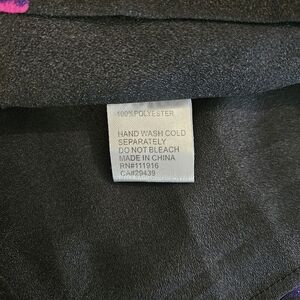 100%POLYESTER
HAND WASH COLD
SEPARATELY
DO NOT BLEACH
MADE IN CHINA
RN#111916
CA#29439